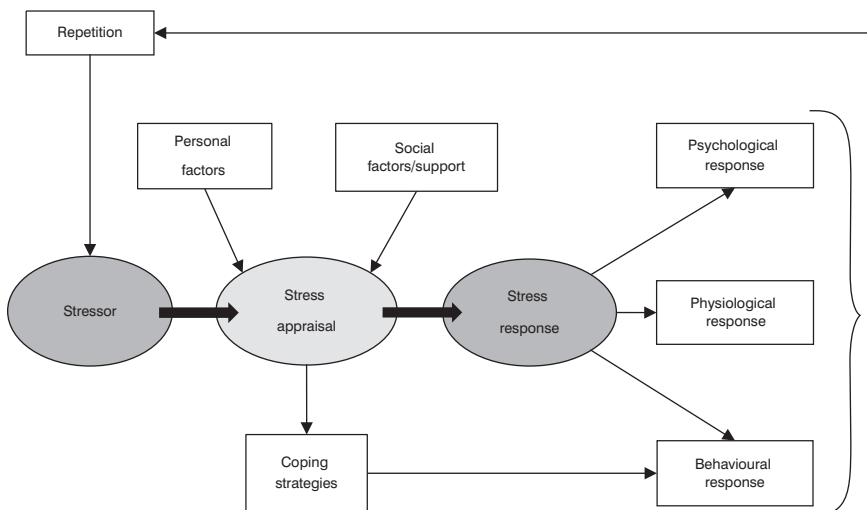 Repetition
Personal
factors
Social
factors/support
Psychological
response
Stressor
Stress
appraisal
Stress
response
Physiological
response
Coping
strategies
Behavioural
response